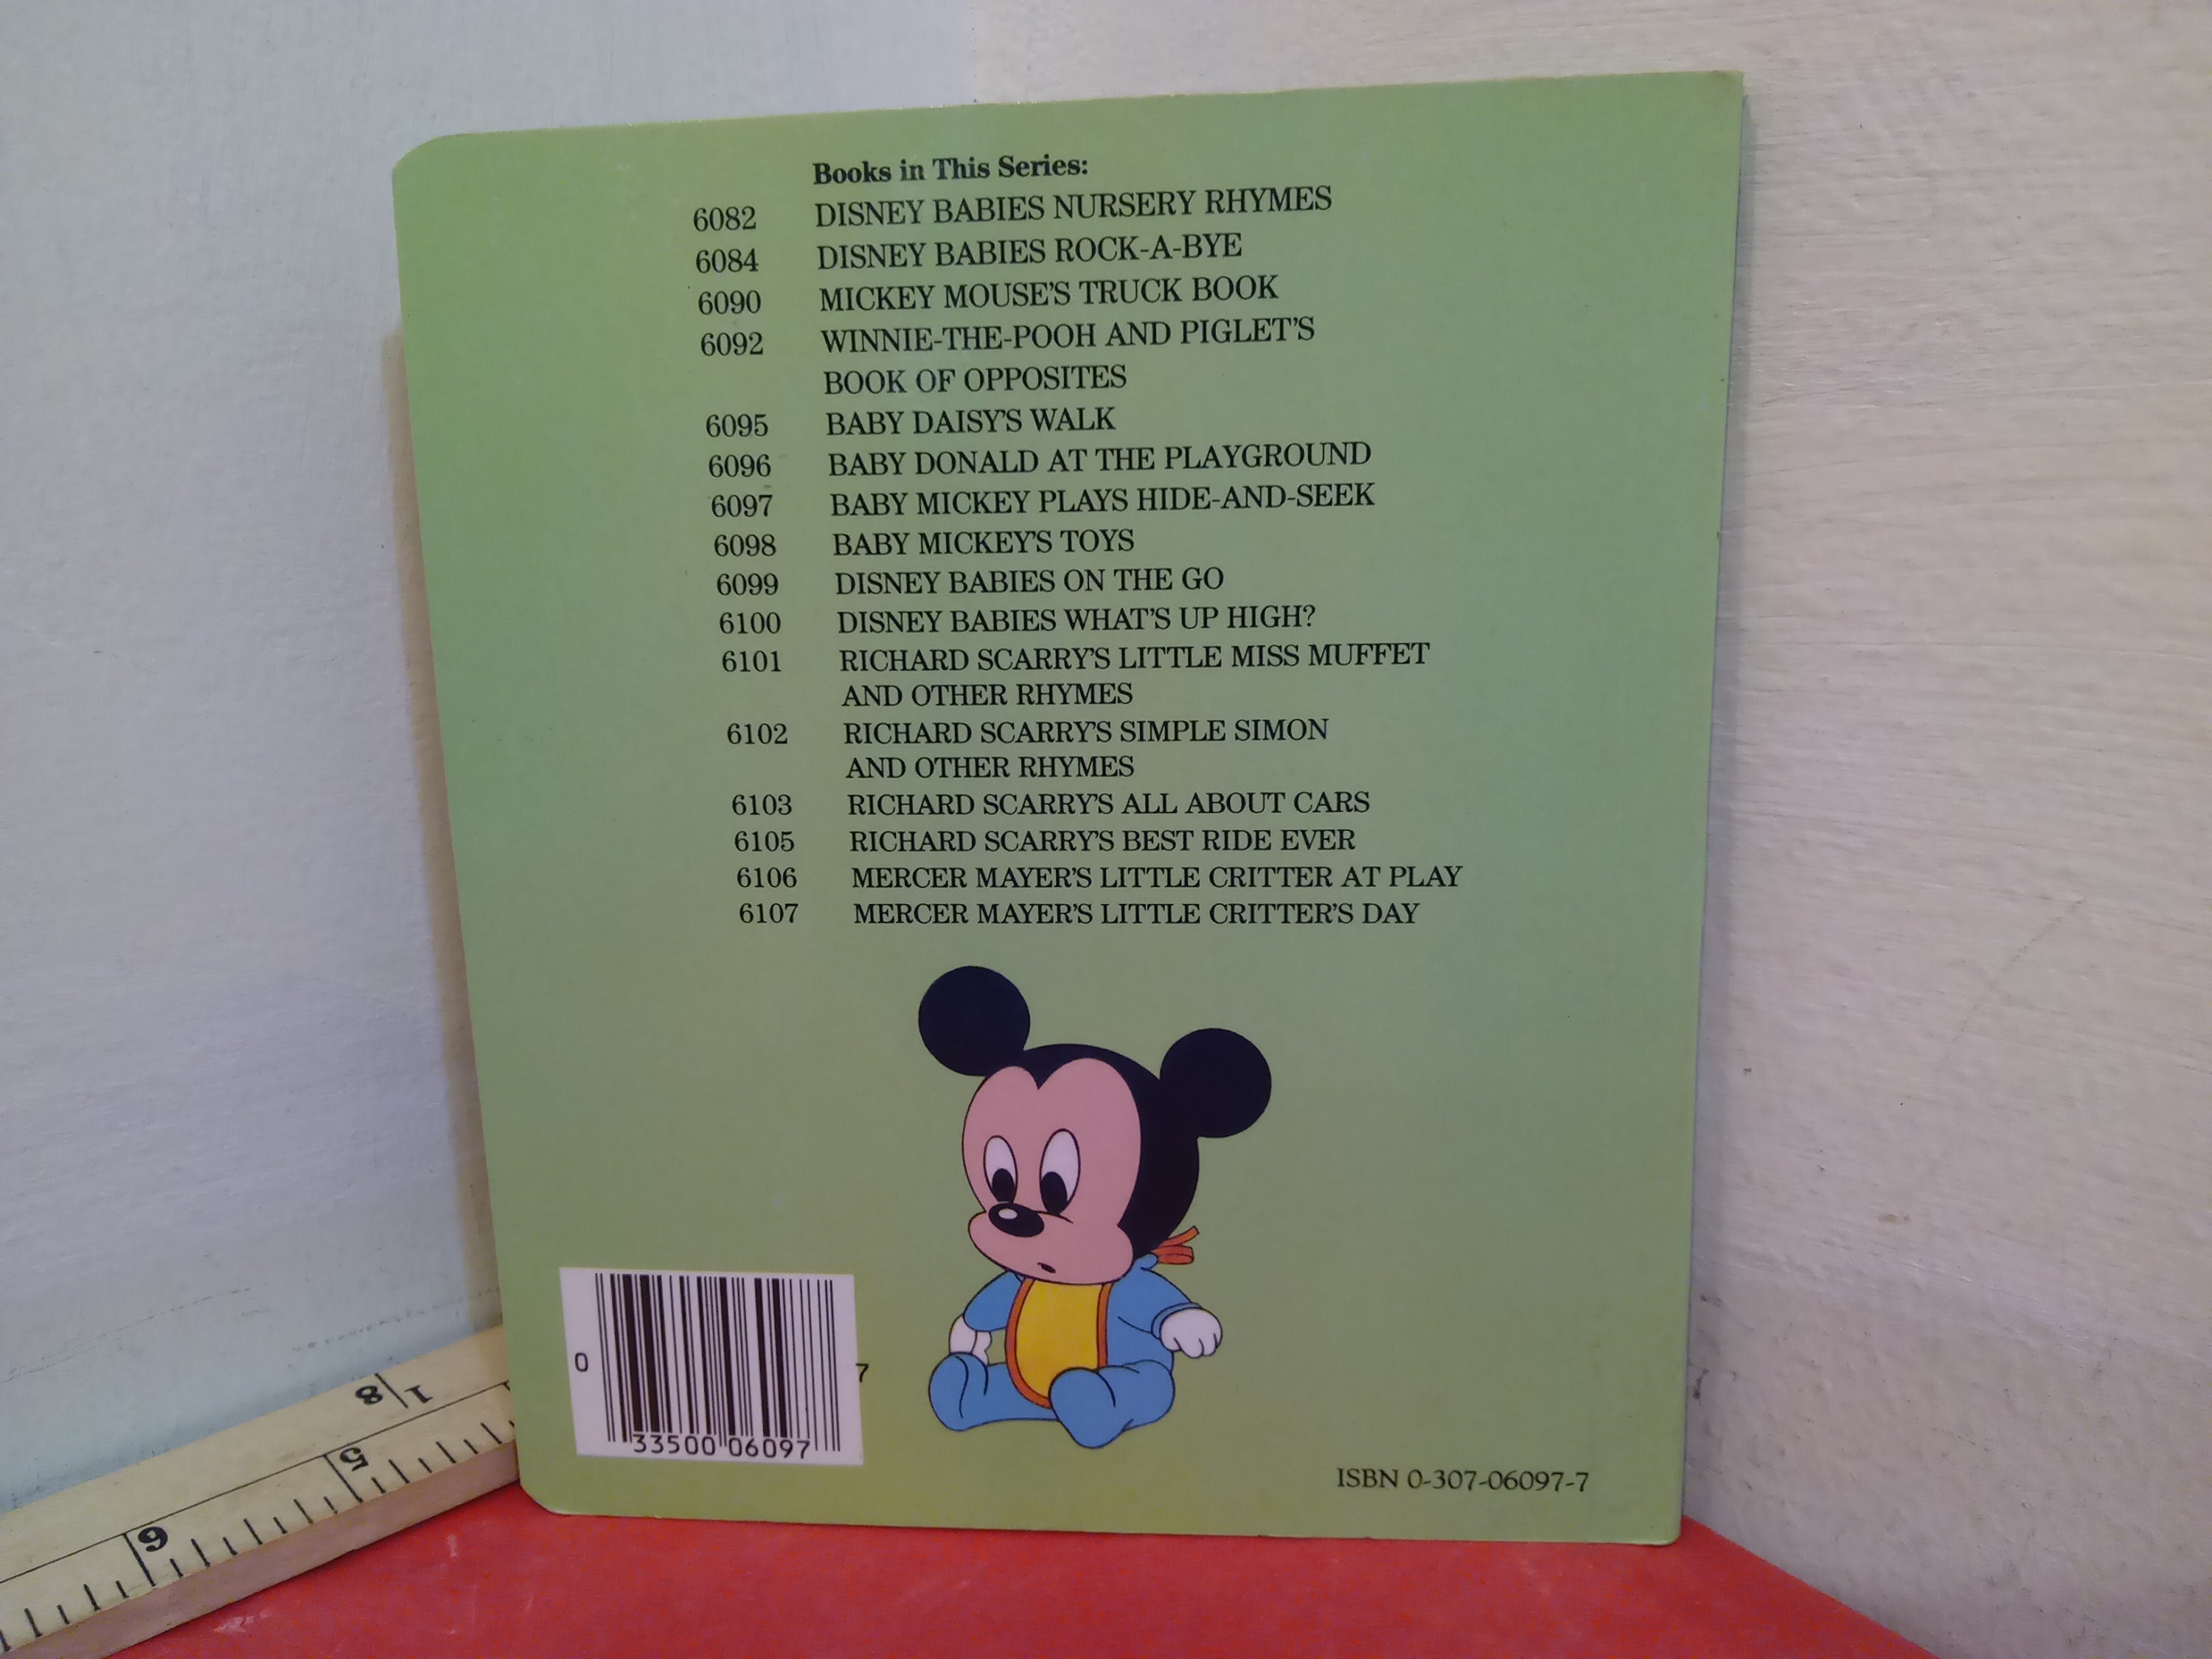 Books in This Series:
6082 DISNEY BABIES NURSERY RHYMES
6084 DISNEY BABIES ROCK-A-BYE
6090 MICKEY MOUSE'S TRUCK BOOK
6092 WINNIE-THE-POOH AND PIGLET'S
BOOK OF OPPOSITES
6095 BABY DAISY'S WALK
6096 BABY DONALD AT THE PLAYGROUND
6097 BABY MICKEY PLAYS HIDE-AND-SEEK
6098 BABY MICKEY'S TOYS
6099 DISNEY BABIES ON THE GO
6100 DISNEY BABIES WHAT'S UP HIGH?
6101 RICHARD SCARRY'S LITTLE MISS MUFFET
AND OTHER RHYMES
6102 RICHARD SCARRY'S SIMPLE SIMON
AND OTHER RHYMES
6103 RICHARD SCARRY'S ALL ABOUT CARS
6105 RICHARD SCARRY'S BEST RIDE EVER
6106 MERCER MAYER'S LITTLE CRITTER AT PLAY
6107 MERCER MAYER'S LITTLE CRITTER'S DAY
0 33500 06097 7
ISBN 0-307-06097-7
8 1
5
6